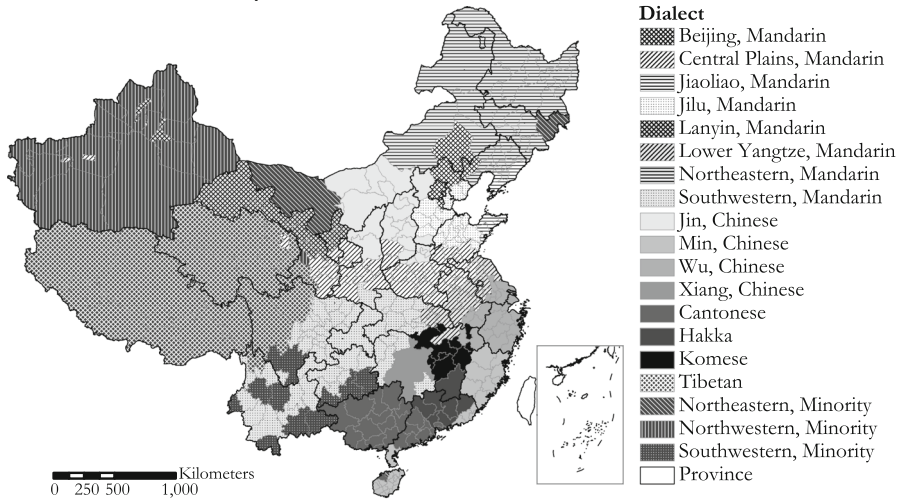 Dialect
Beijing, Mandarin
Central Plains, Mandarin
Jiaoliao, Mandarin
Jilu, Mandarin
Lanyin, Mandarin
Lower Yangtze, Mandarin
Northeastern, Mandarin
Southwestern, Mandarin
Jin, Chinese
Min, Chinese
Wu, Chinese
Xiang, Chinese
Cantonese
Hakka
Komese
Tibetan
Northeastern, Minority
Northwestern, Minority
Southwestern, Minority
Province
Kilometers
0 250 500 1,000